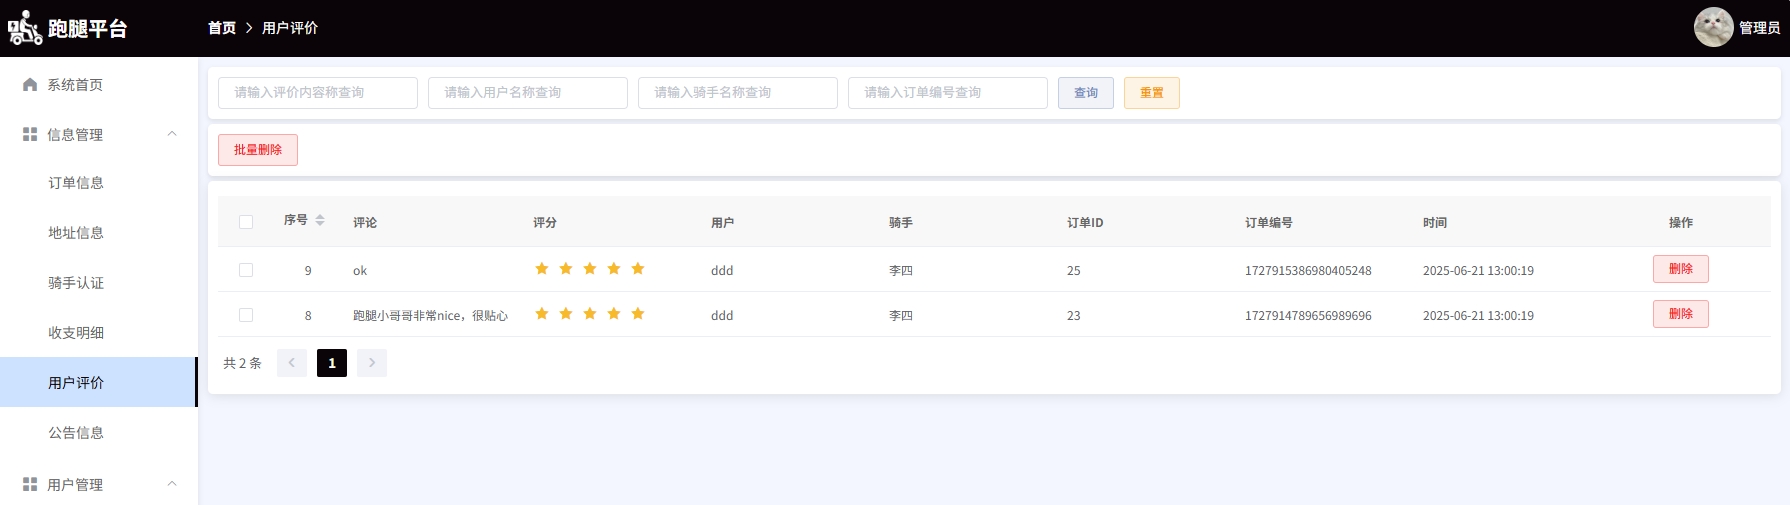 跑腿平台
首页 > 用户评价
管理员
系统首页
信息管理
订单信息
地址信息
骑手认证
收支明细
用户评价
公告信息
用户管理
请输入评价内容称查询 请输入用户名称查询 请输入骑手名称查询 请输入订单编号查询 查询 重置
批量删除
序号 评论 评分 用户 骑手 订单ID 订单编号 时间 操作
9 ok ddd 李四 25 1727915386980405248 2025-06-21 13:00:19 删除
8 跑腿小哥哥非常nice，很贴心 ddd 李四 23 1727914789656989696 2025-06-21 13:00:19 删除
共 2 条 < 1 >